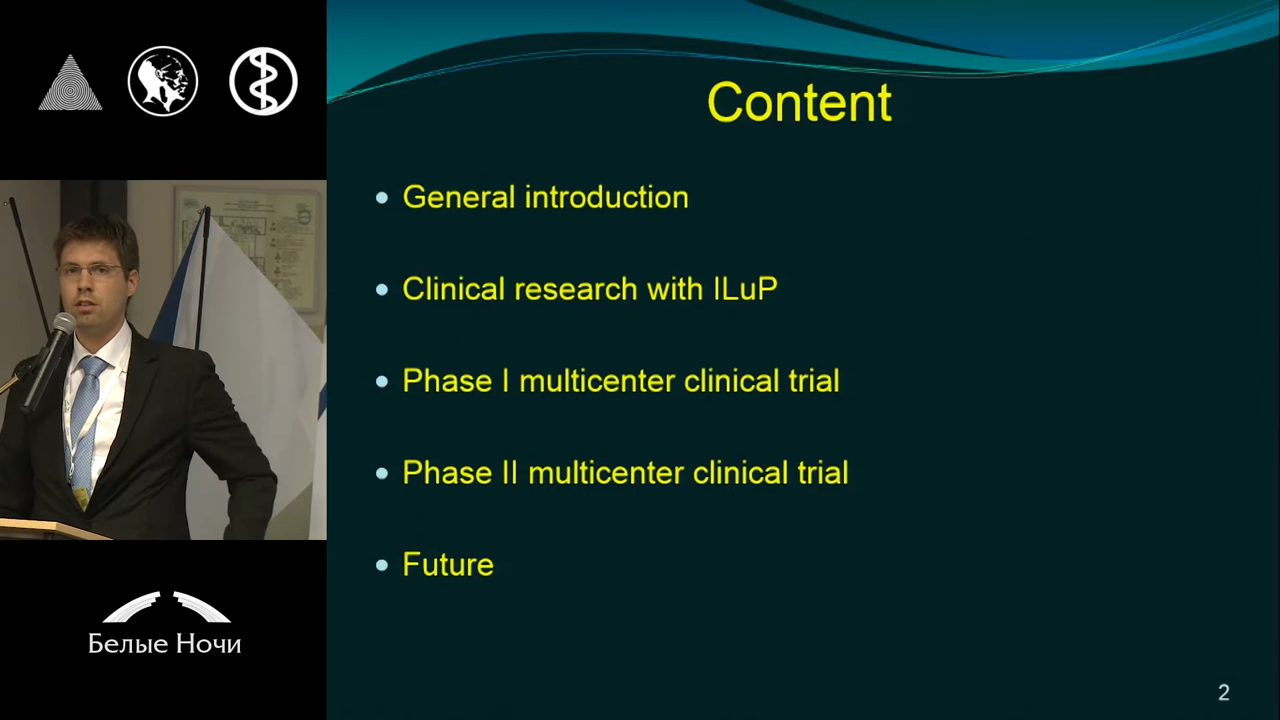 Content
General introduction
Clinical research with ILuP
Phase I multicenter clinical trial
Phase II multicenter clinical trial
Future
Белые Ночи
2